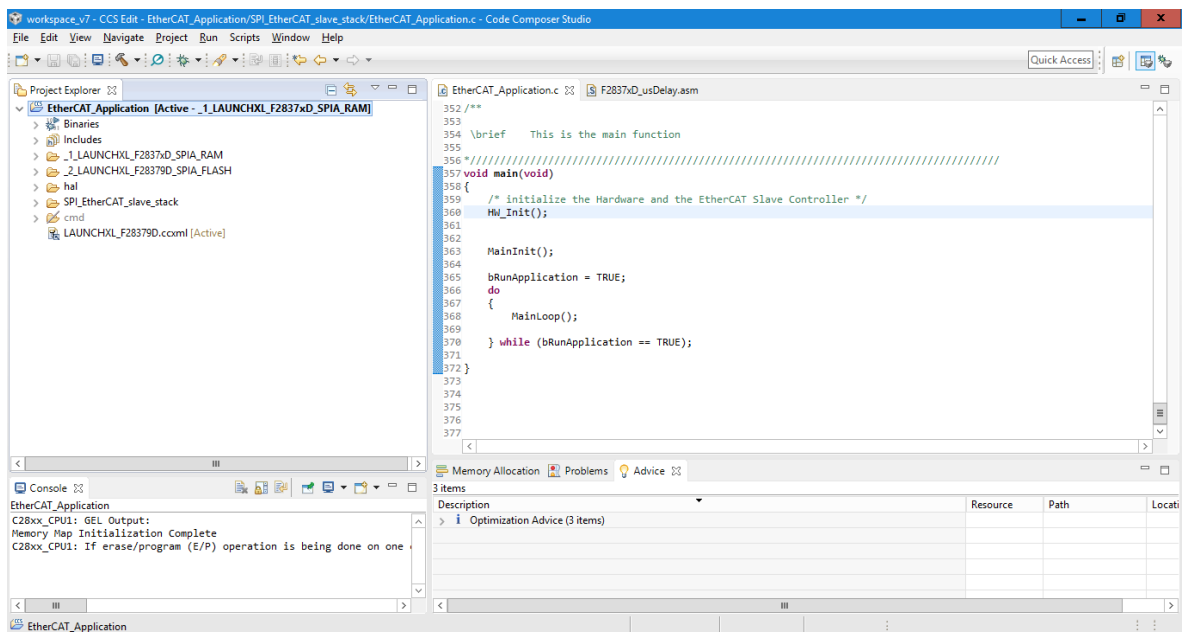 workspace_v7 - CCS Edit - EtherCAT_Application/SPI_EtherCAT_slave_stack/EtherCAT_Application.c - Code Composer Studio
File Edit View Navigate Project Run Scripts Window Help
Quick Access
Project Explorer
EtherCAT_Application [Active - _1_LAUNCHXL_F2837xD_SPIA_RAM]
Binaries
Includes
_1_LAUNCHXL_F2837xD_SPIA_RAM
_2_LAUNCHXL_F28379D_SPIA_FLASH
hal
SPI_EtherCAT_slave_stack
cmd
LAUNCHXL_F28379D.ccxml [Active]
EtherCAT_Application.c F2837xD_usDelay.asm
352 /**
353
354 \brief    This is the main function
355
356 *////////////////////////////////////////////////////////////////////////////////////////
357 void main(void)
358 {
359     /* initialize the Hardware and the EtherCAT Slave Controller */
360     HW_Init();
361
362
363     MainInit();
364
365     bRunApplication = TRUE;
366     do
367     {
368         MainLoop();
369
370     } while (bRunApplication == TRUE);
371
372 }
373
374
375
376
377
Console
EtherCAT_Application
C28xx_CPU1: GEL Output:
Memory Map Initialization Complete
C28xx_CPU1: If erase/program (E/P) operation is being done on one
Memory Allocation Problems Advice
3 items
Description Resource Path Locati
i Optimization Advice (3 items)
EtherCAT_Application